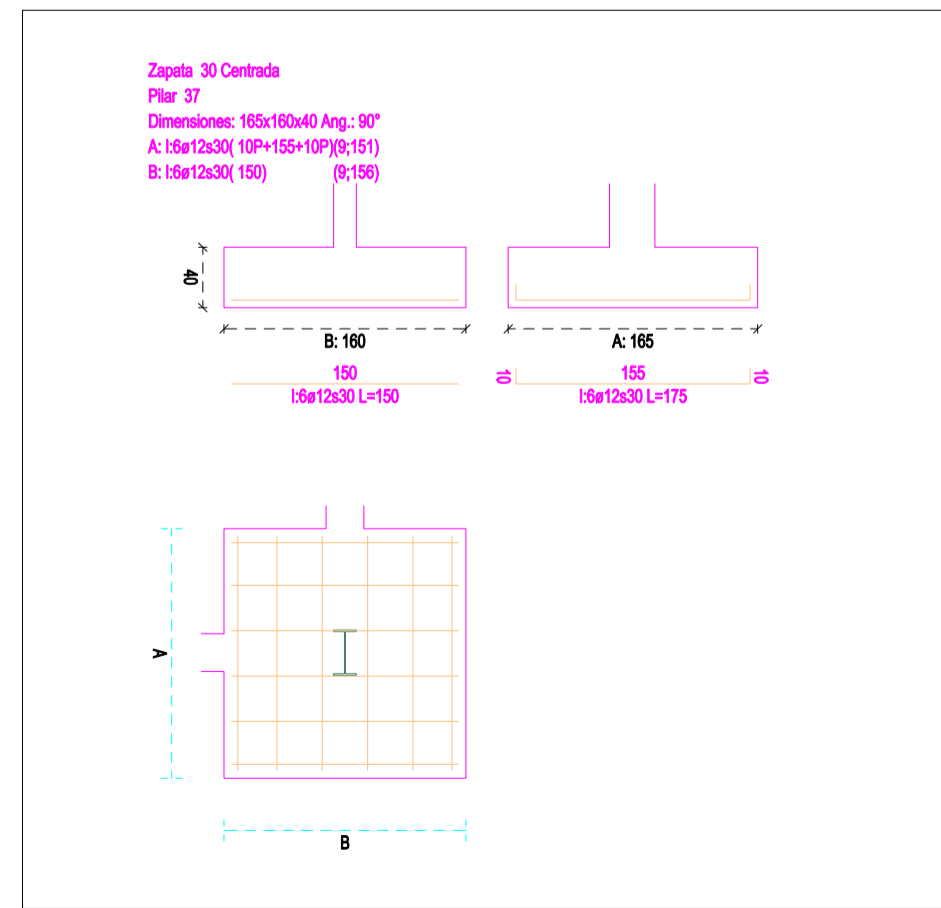 Zapata 30 Centrada
Pilar 37
Dimensiones: 165x160x40 Ang.: 90°
A: I:6ø12s30( 10P+155+10P)(9;151)
B: I:6ø12s30( 150) (9;156)
40
B: 160
A: 165
150
I:6ø12s30 L=150
10
155
10
I:6ø12s30 L=175
A
B